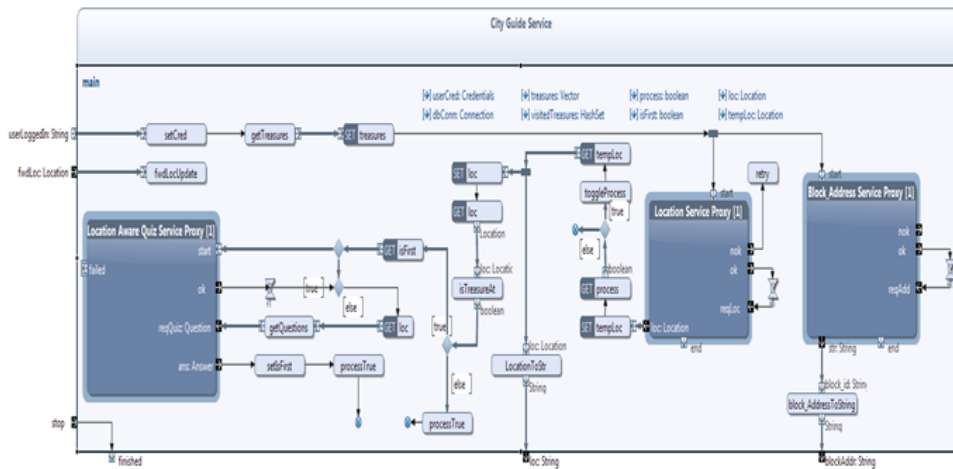 City Guide Service
main
userCred: Credentials
treasures: Vector
process: boolean
loc: Location
dbConn: Connection
visitedTreasures: HashSet
isFirst: boolean
tempLoc: Location
userLoggedIn: String
setCred
getTreasures
SET treasures
fwdLoc: Location
fwdLocUpdate
SET loc
GET loc
Location
loc: Locatic
isTreasureAt
boolean
[true]
[else]
processTrue
GET tempLoc
toggleProcess
[true]
[else]
boolean
GET process
SET tempLoc
start
retry
Location Service Proxy [1]
nok
ok
reqLoc
loc: Location
end
start
Block_Address Service Proxy [1]
nok
ok
reqAdd
str: String
end
block_id: Strin
block_AddressToString
String
blockAddr: String
Location Aware Quiz Service Proxy [1]
start
failed
ok
reqQuiz: Question
ans: Answer
GET isFirst
[true]
[else]
getQuestions
GET loc
setIsFirst
processTrue
loc: Location
LocationToStr
String
loc: String
stop
finished